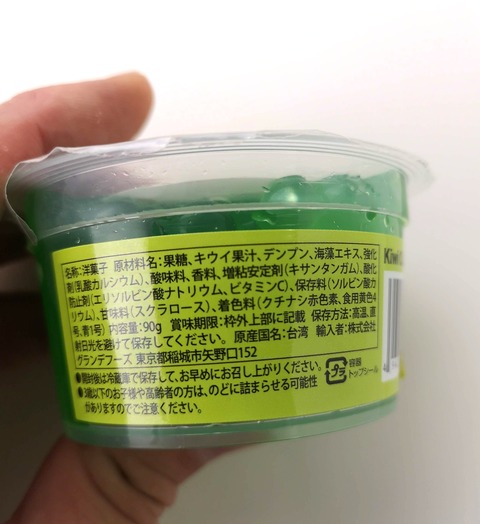 名称：洋菓子 原材料名：果糖、キウイ果汁、デンプン、海藻エキス、強化
剤(乳酸カルシウム)、酸味料、香料、増粘安定剤(キサンタンガム)、酸化
防止剤(エリソルビン酸ナトリウム、ビタミンC)、保存料(ソルビン酸カ
リウム)、甘味料(スクラロース)、着色料(クチナシ赤色素、食用黄色4
号、青1号) 内容量：90g 賞味期限：枠外上部に記載 保存方法：高温、直
射日光を避けて保存してください。 原産国名：台湾 輸入者：株式会社
グランデフーズ 東京都稲城市矢野口152
●開封後は冷蔵庫で保存して、お早めにお召し上がりください。
●3歳以下のお子様や高齢者の方は、のどに詰まらせる可能性
がありますのでご注意ください。
プラ
容器
トップシール
Kiwi